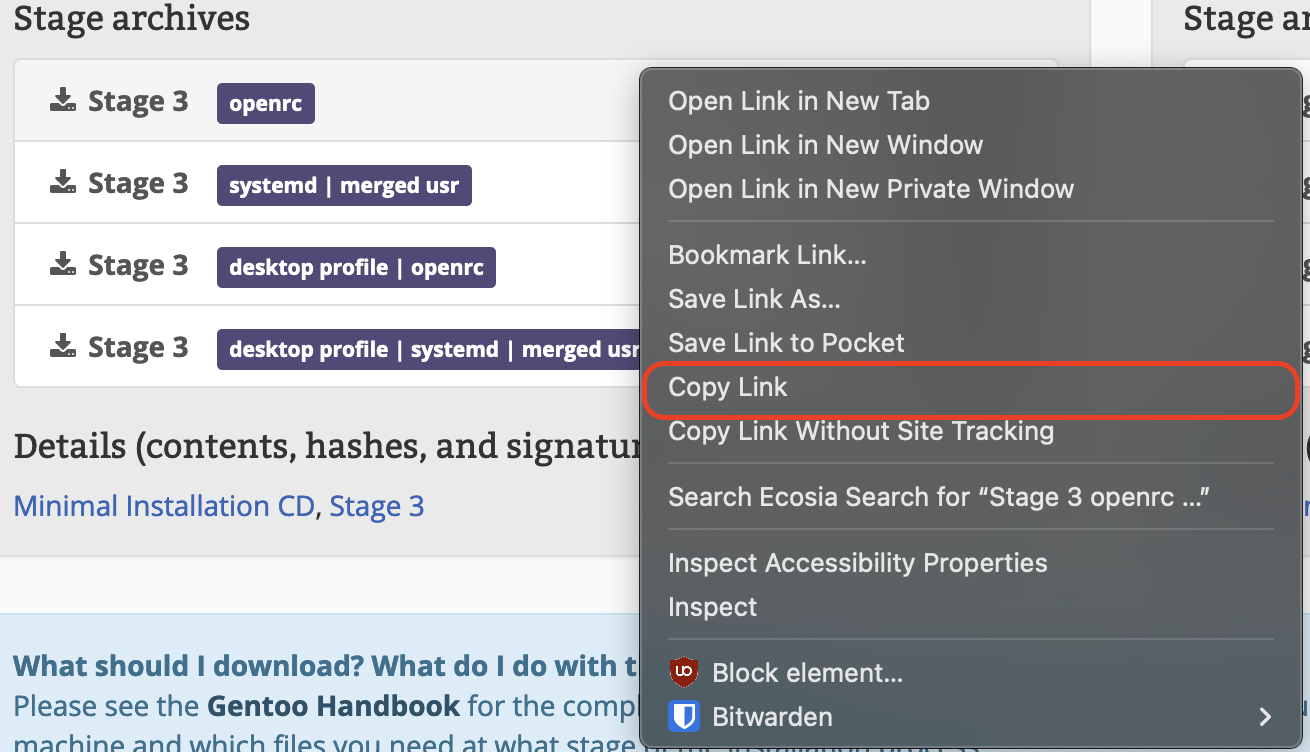 Stage archives
Stage ar
Stage 3 openrc
Stage 3 systemd | merged usr
Stage 3 desktop profile | openrc
Stage 3 desktop profile | systemd | merged usr
Details (contents, hashes, and signatur
Minimal Installation CD, Stage 3
What should I download? What do I do with t
Please see the Gentoo Handbook for the compl
machine and which files you need at what stage of the installation process
Open Link in New Tab
Open Link in New Window
Open Link in New Private Window
Bookmark Link...
Save Link As...
Save Link to Pocket
Copy Link
Copy Link Without Site Tracking
Search Ecosia Search for “Stage 3 openrc ...”
Inspect Accessibility Properties
Inspect
Block element...
Bitwarden